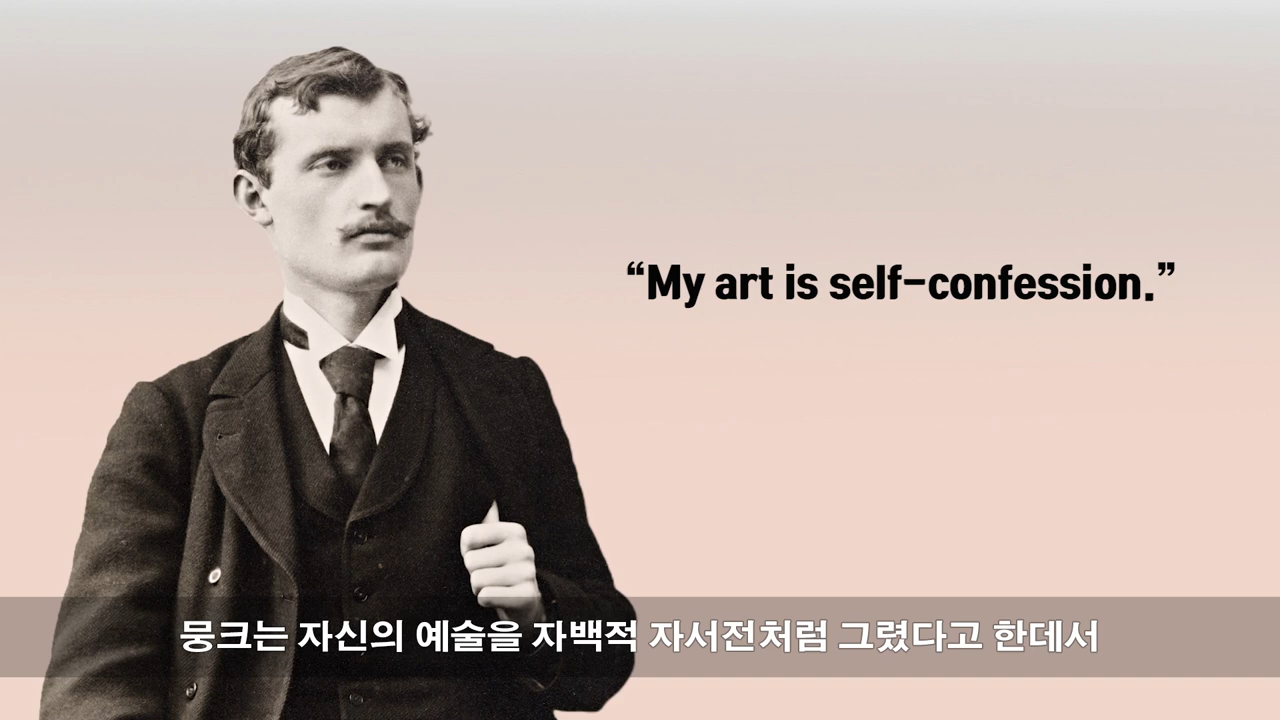 “My art is self-confession.”
뭉크는 자신의 예술을 자백적 자서전처럼 그렸다고 한데서